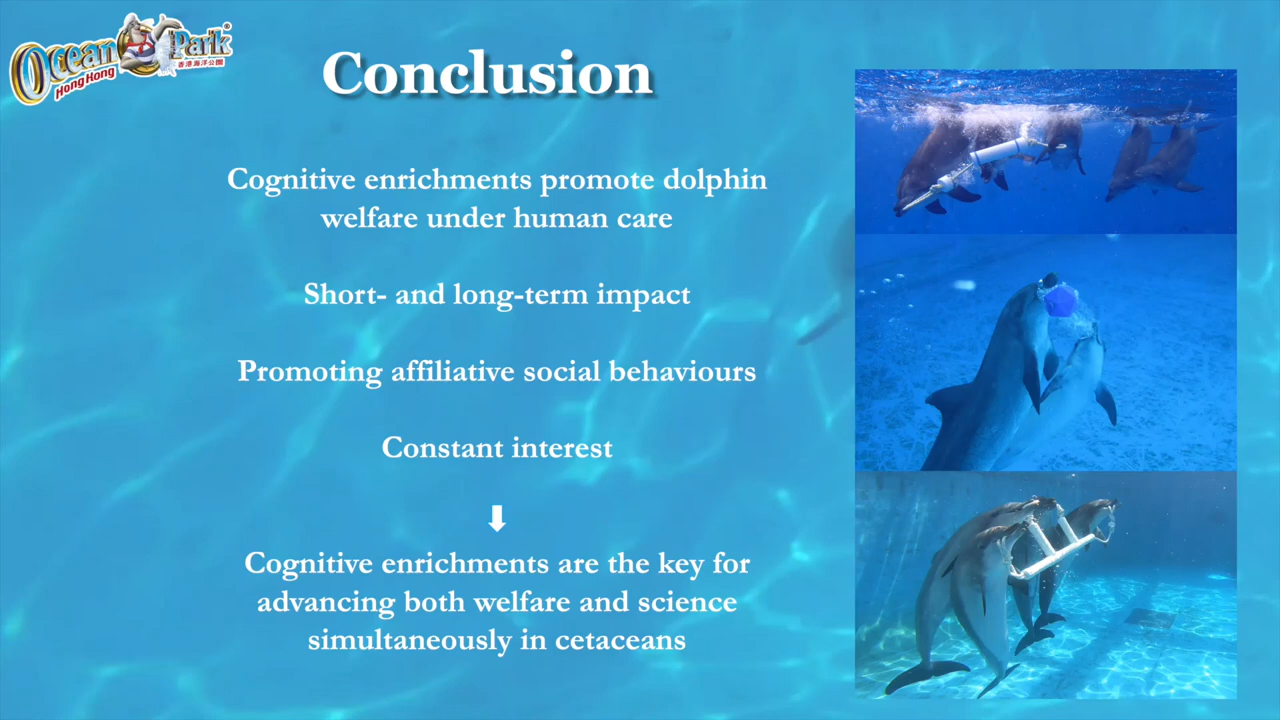 Ocean Park®
Hong Kong
香港海洋公園
Conclusion
Cognitive enrichments promote dolphin
welfare under human care
Short- and long-term impact
Promoting affiliative social behaviours
Constant interest
Cognitive enrichments are the key for
advancing both welfare and science
simultaneously in cetaceans